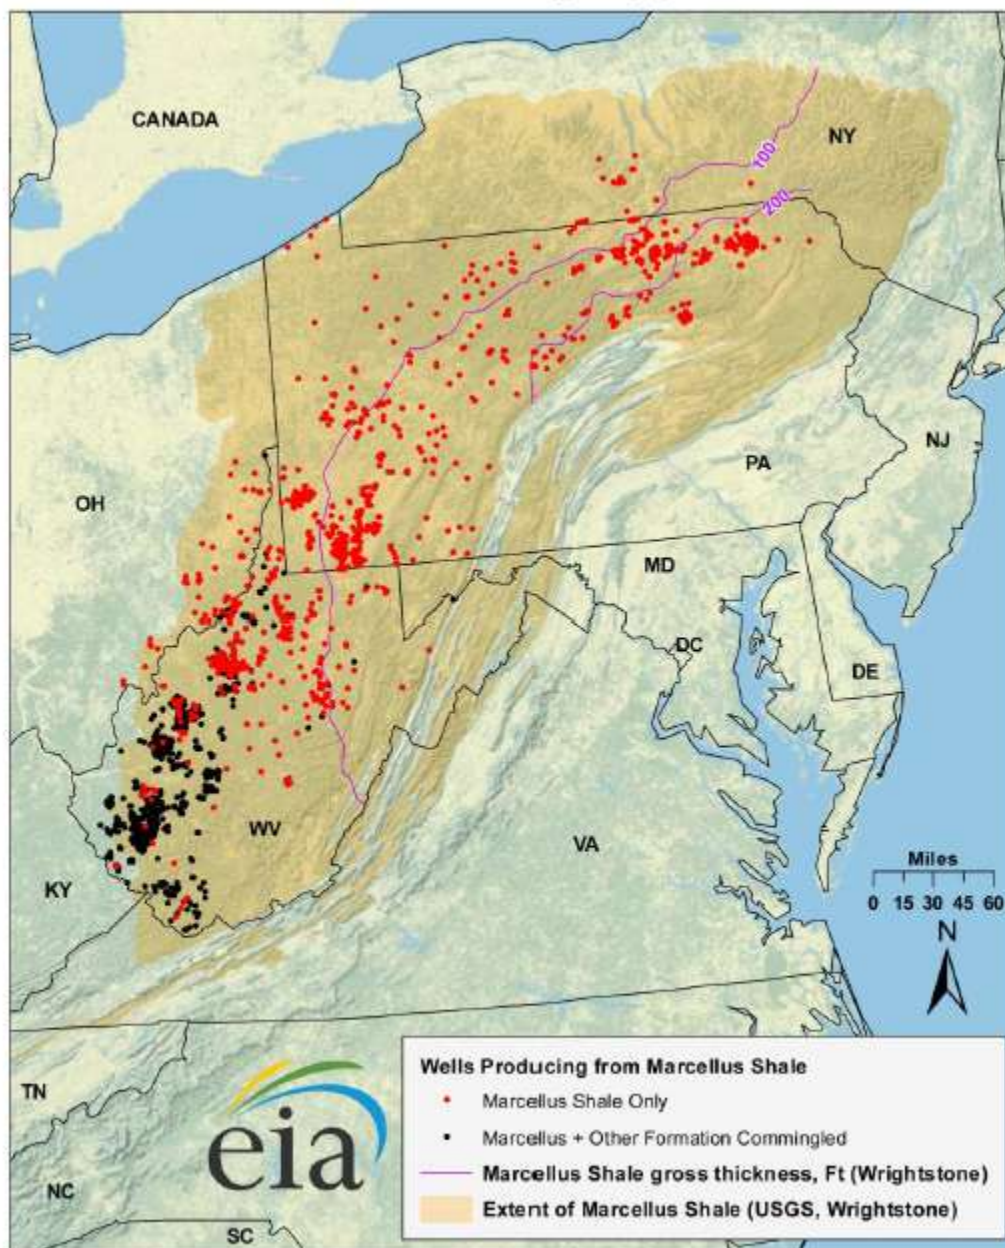 CANADA
NY
100
200
NJ
PA
OH
MD
DC
DE
WV
VA
KY
Miles
0 15 30 45 60
N
TN
NC
SC
eia
Wells Producing from Marcellus Shale
Marcellus Shale Only
Marcellus + Other Formation Commingled
Marcellus Shale gross thickness, Ft (Wrightstone)
Extent of Marcellus Shale (USGS, Wrightstone)